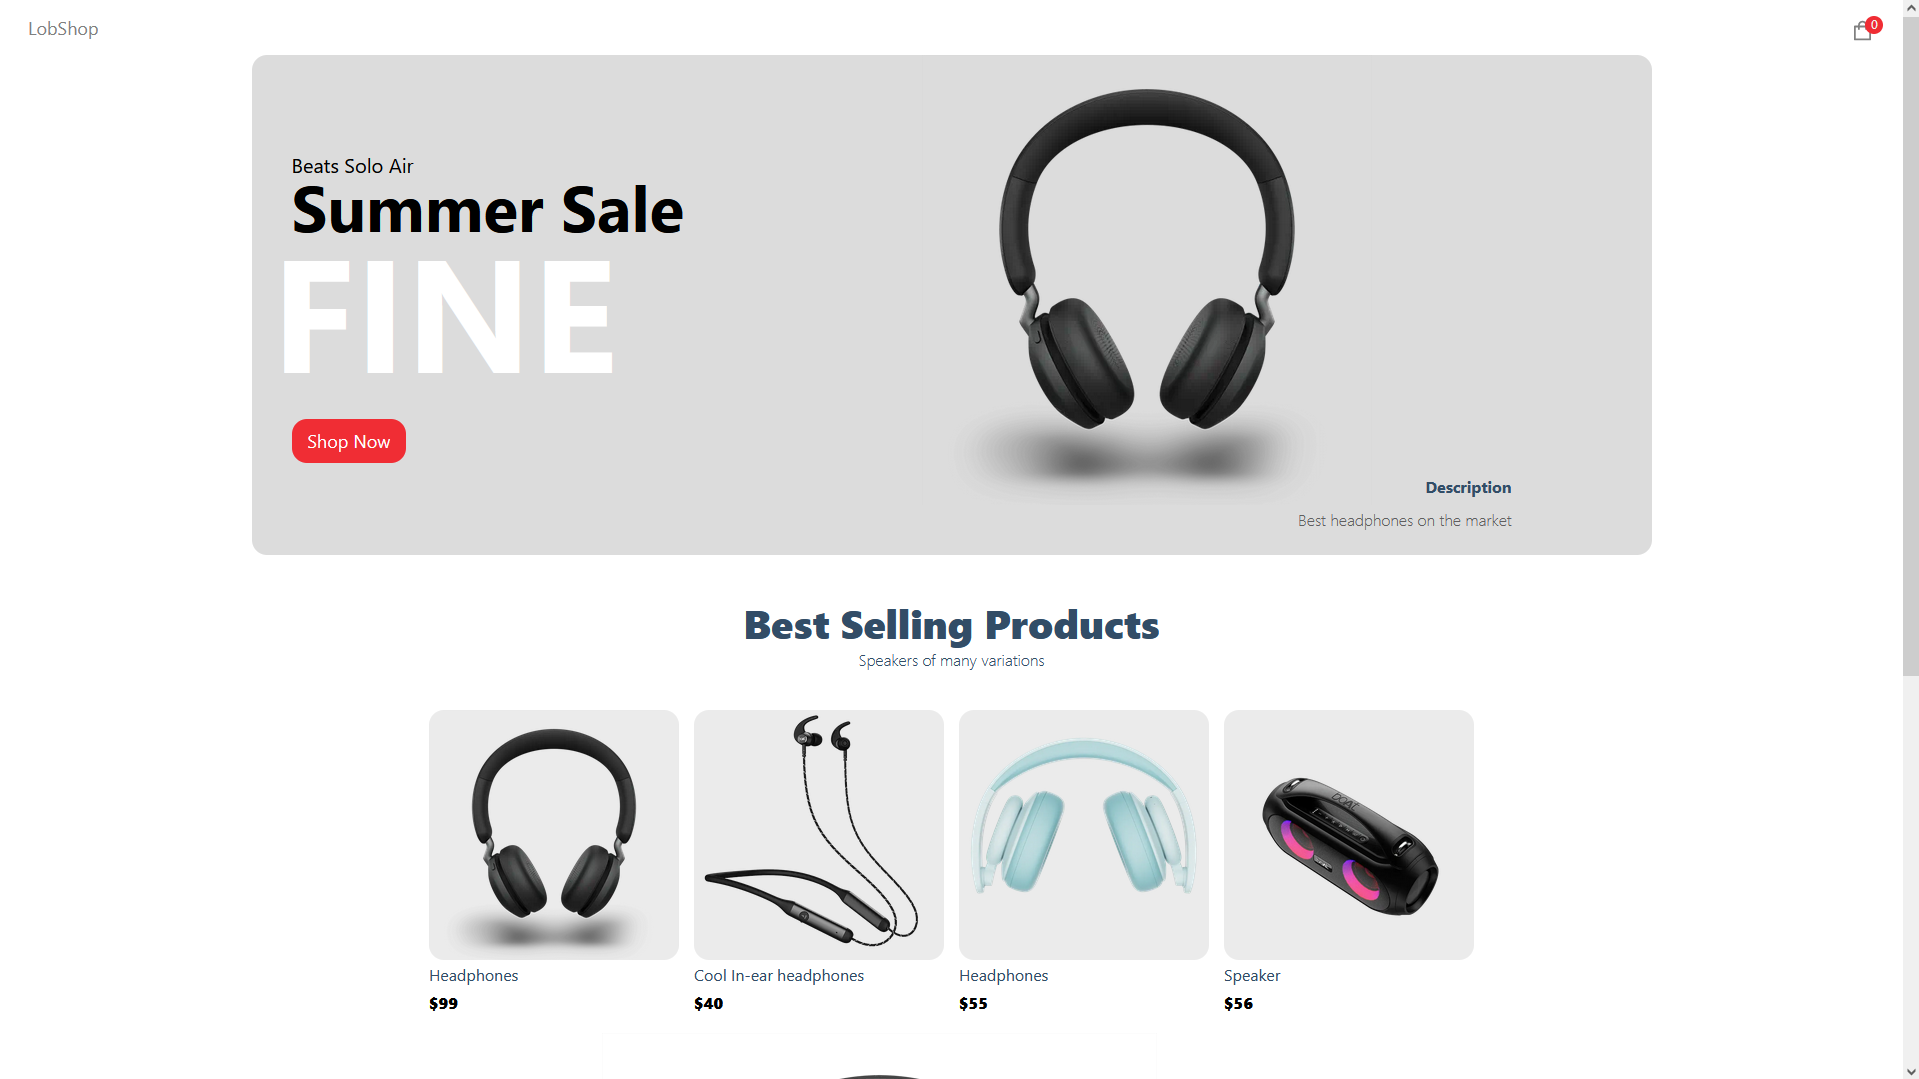 LobShop
0
Beats Solo Air
Summer Sale
FINE
Shop Now
Description
Best headphones on the market
Best Selling Products
Speakers of many variations
boAt
Headphones
$99
Cool In-ear headphones
$40
Headphones
$55
Speaker
$56